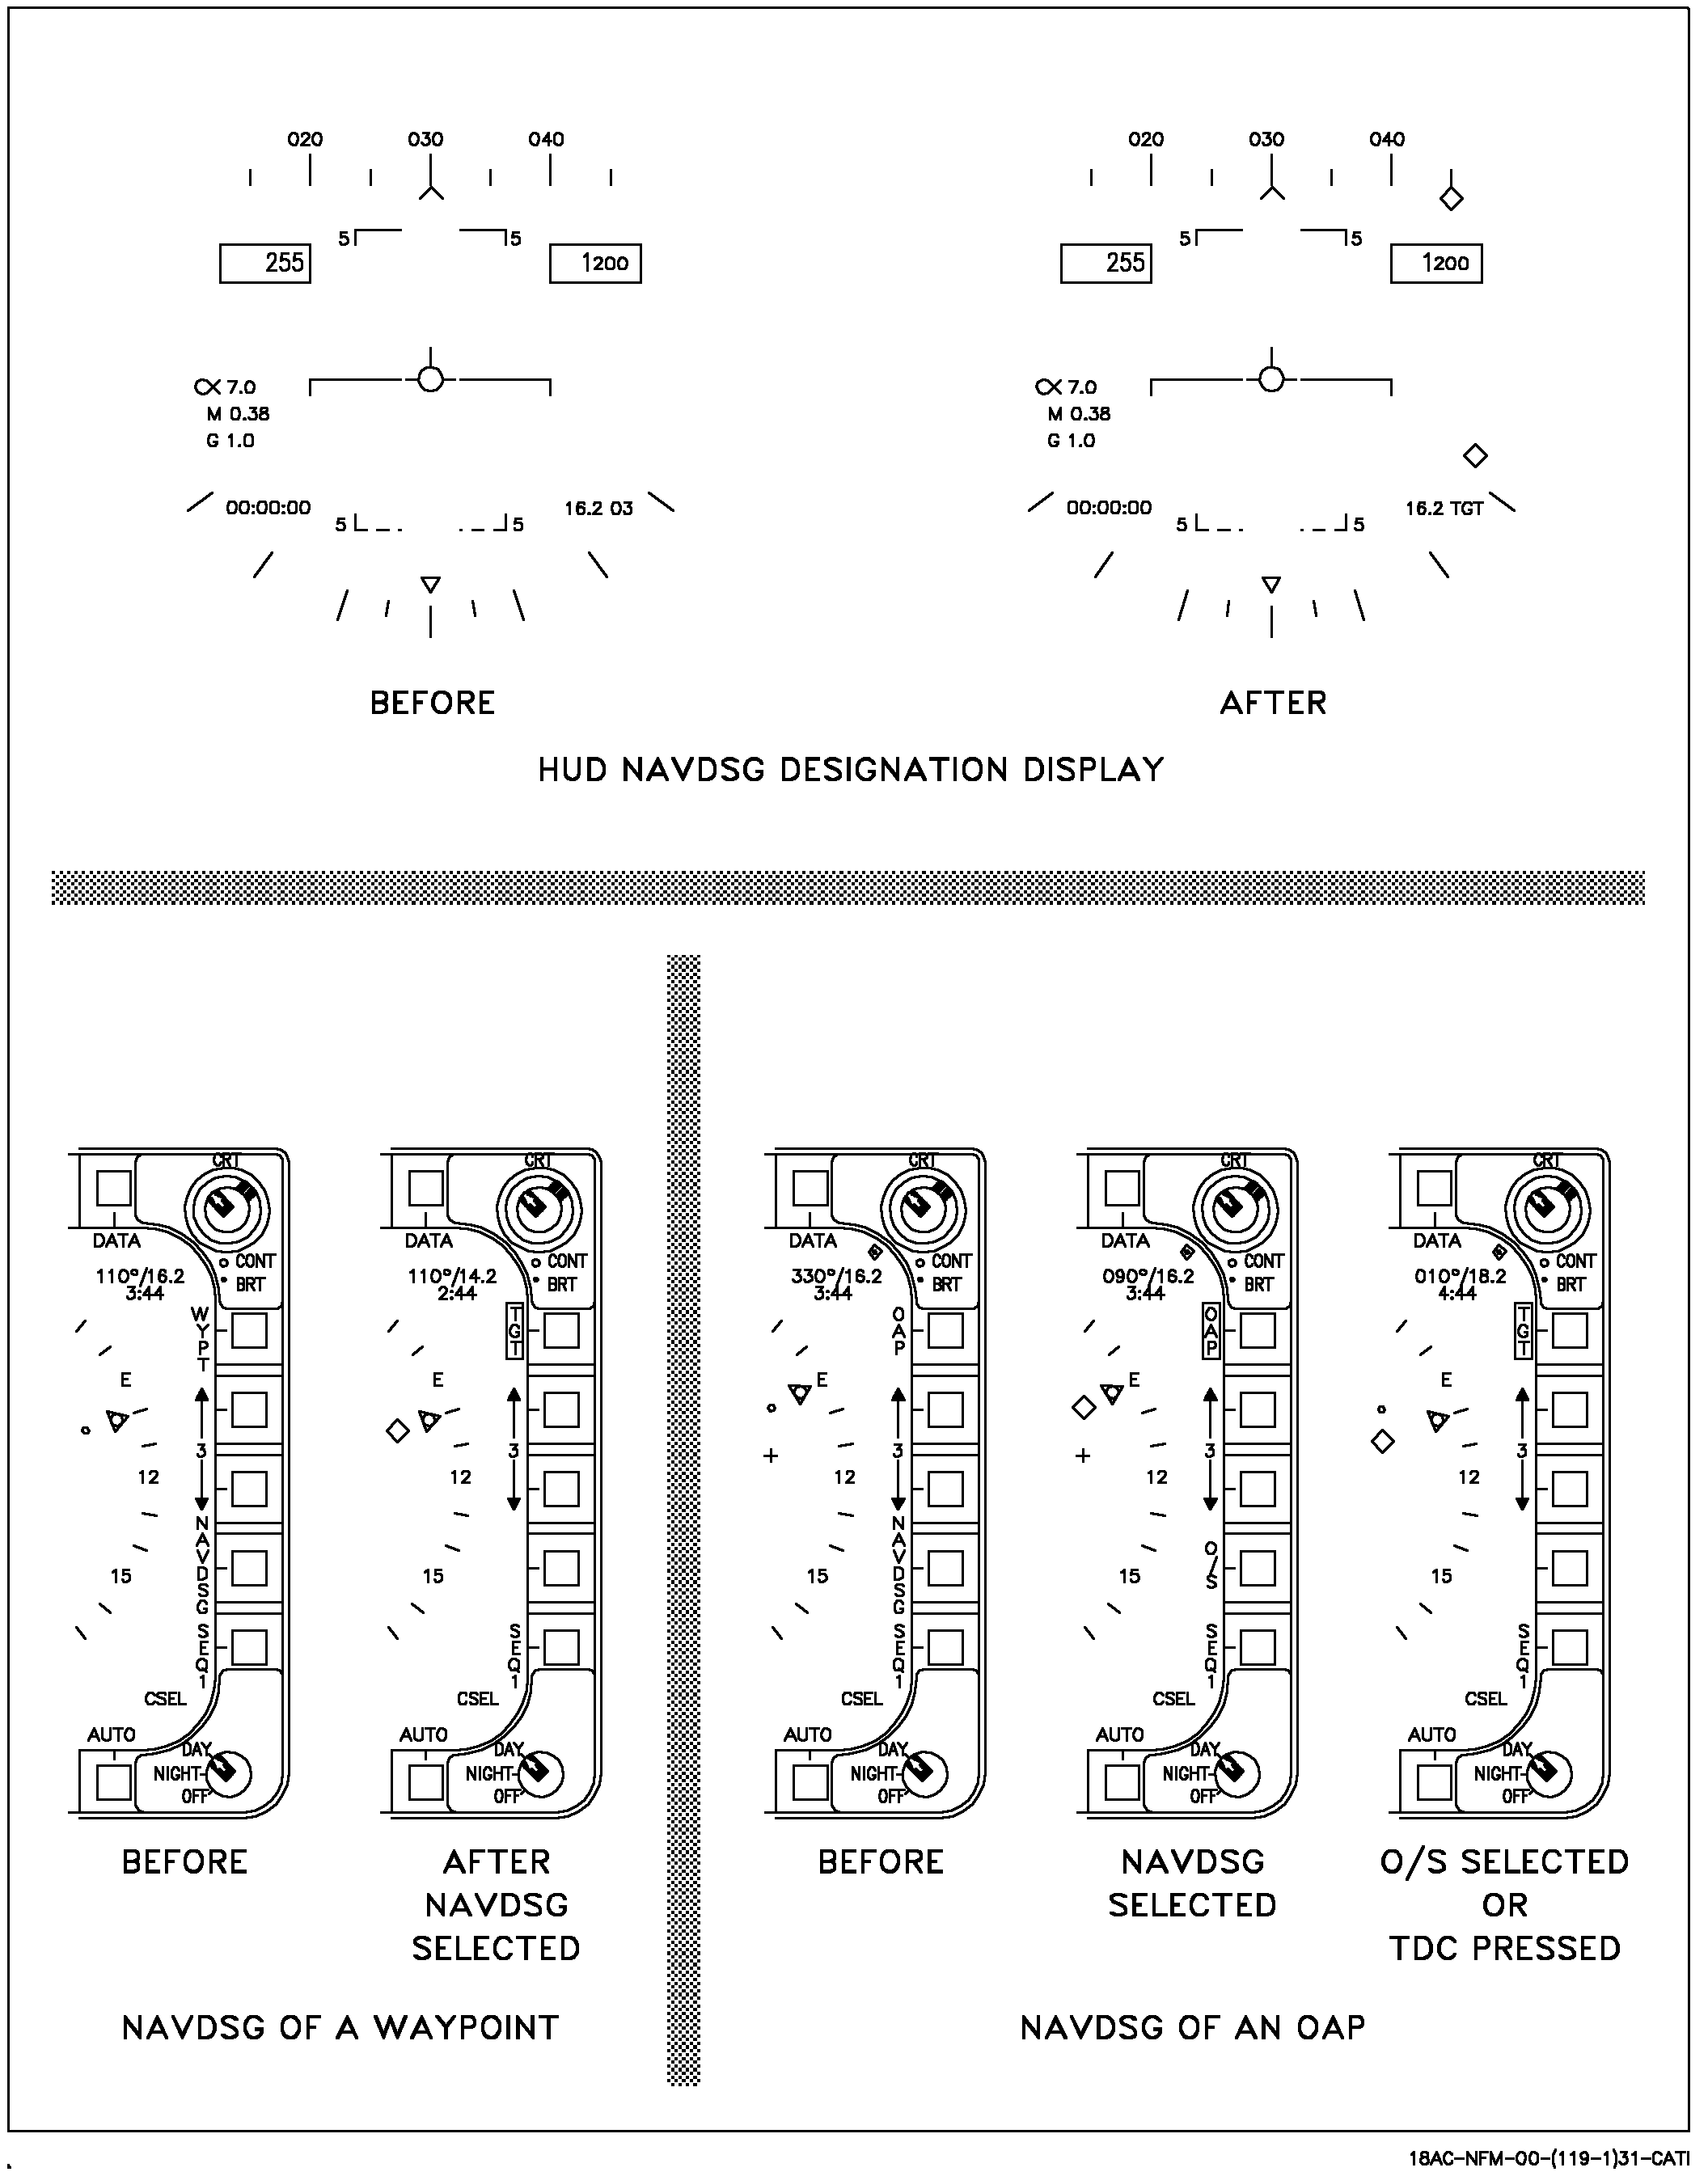 020 030 040
5 5
255 1200
α 7.0
M 0.38
G 1.0
00:00:00 16.2 03
5 5
BEFORE
020 030 040
5 5
255 1200
α 7.0
M 0.38
G 1.0
00:00:00 16.2 TGT
5 5
AFTER
HUD NAVDSG DESIGNATION DISPLAY
CRT
DATA
CONT
BRT
110°/16.2
3:44
WYPT
E
3
12
NAVDSG
15
SEQ1
CSEL
AUTO
DAY
NIGHT
OFF
BEFORE
CRT
DATA
CONT
BRT
110°/14.2
2:44
TGT
E
3
12
15
SEQ1
CSEL
AUTO
DAY
NIGHT
OFF
AFTER
NAVDSG
SELECTED
NAVDSG OF A WAYPOINT
CRT
DATA
CONT
BRT
330°/16.2
3:44
OAP
E
3
12
NAVDSG
15
SEQ1
CSEL
AUTO
DAY
NIGHT
OFF
BEFORE
CRT
DATA
CONT
BRT
090°/16.2
3:44
OAP
E
3
12
O/S
15
SEQ1
CSEL
AUTO
DAY
NIGHT
OFF
NAVDSG
SELECTED
CRT
DATA
CONT
BRT
010°/18.2
4:44
TGT
E
3
12
15
SEQ1
CSEL
AUTO
DAY
NIGHT
OFF
O/S SELECTED
OR
TDC PRESSED
NAVDSG OF AN OAP
18AC-NFM-00-(119-1)31-CATI